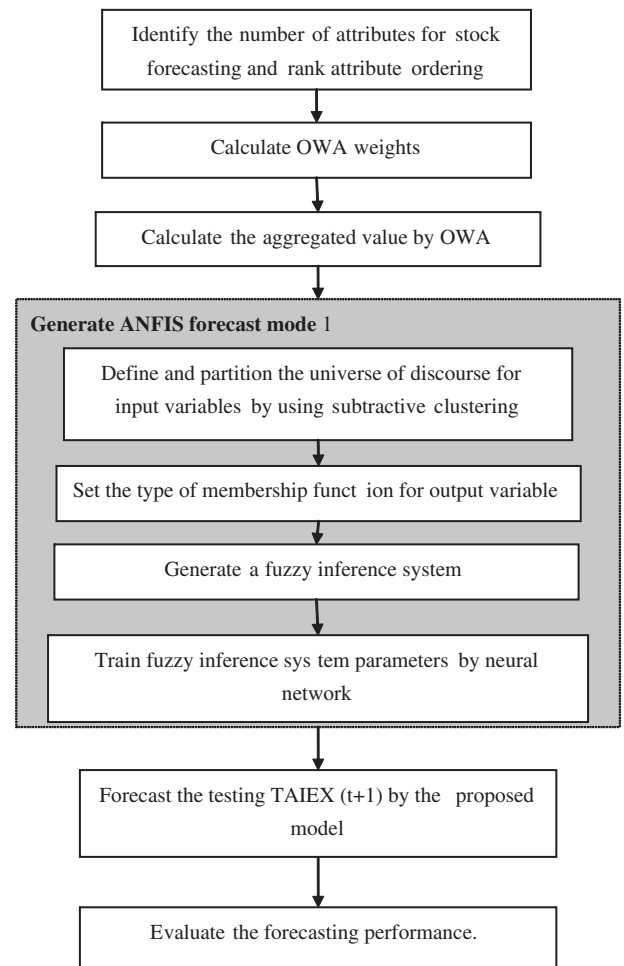 Identify the number of attributes for stock
forecasting and rank attribute ordering
Calculate OWA weights
Calculate the aggregated value by OWA
Generate ANFIS forecast mode l
Define and partition the universe of discourse for
input variables by using subtractive clustering
Set the type of membership funct ion for output variable
Generate a fuzzy inference system
Train fuzzy inference sys tem parameters by neural
network
Forecast the testing TAIEX (t+1) by the proposed
model
Evaluate the forecasting performance.